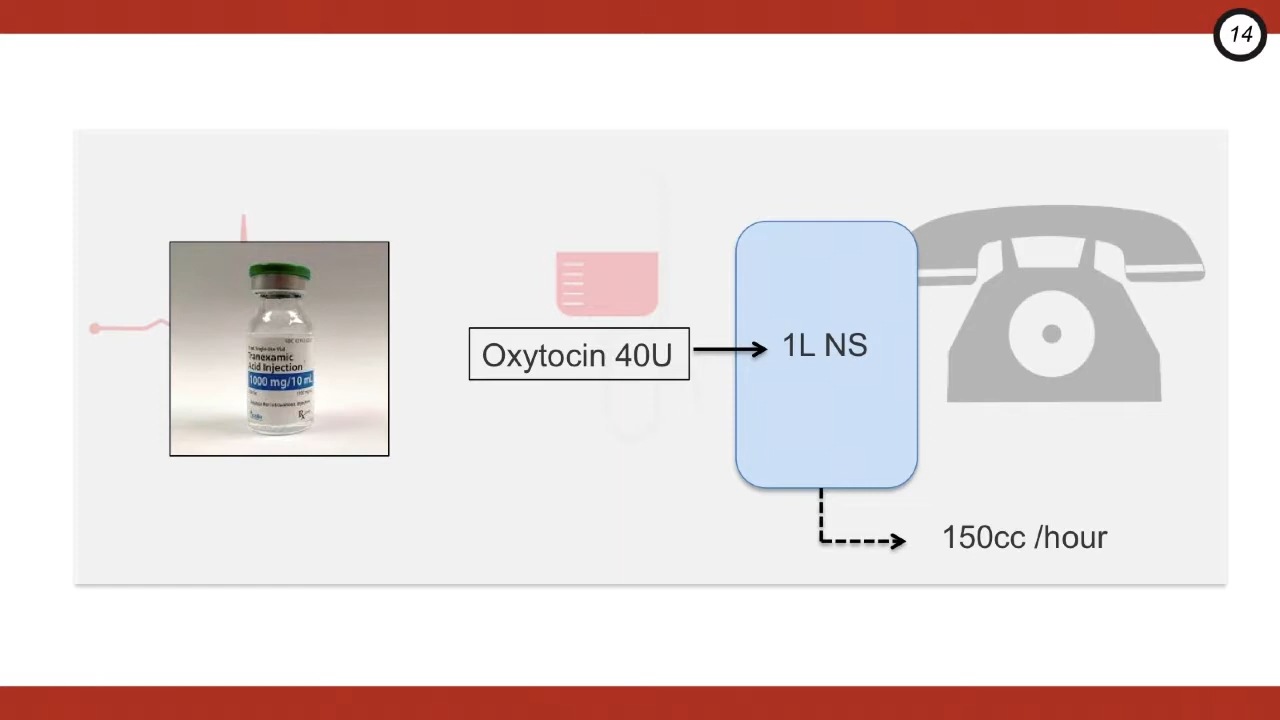 14
Tranexamic
Acid Injection
1000 mg/10 mL
Oxytocin 40U
1L NS
150cc /hour